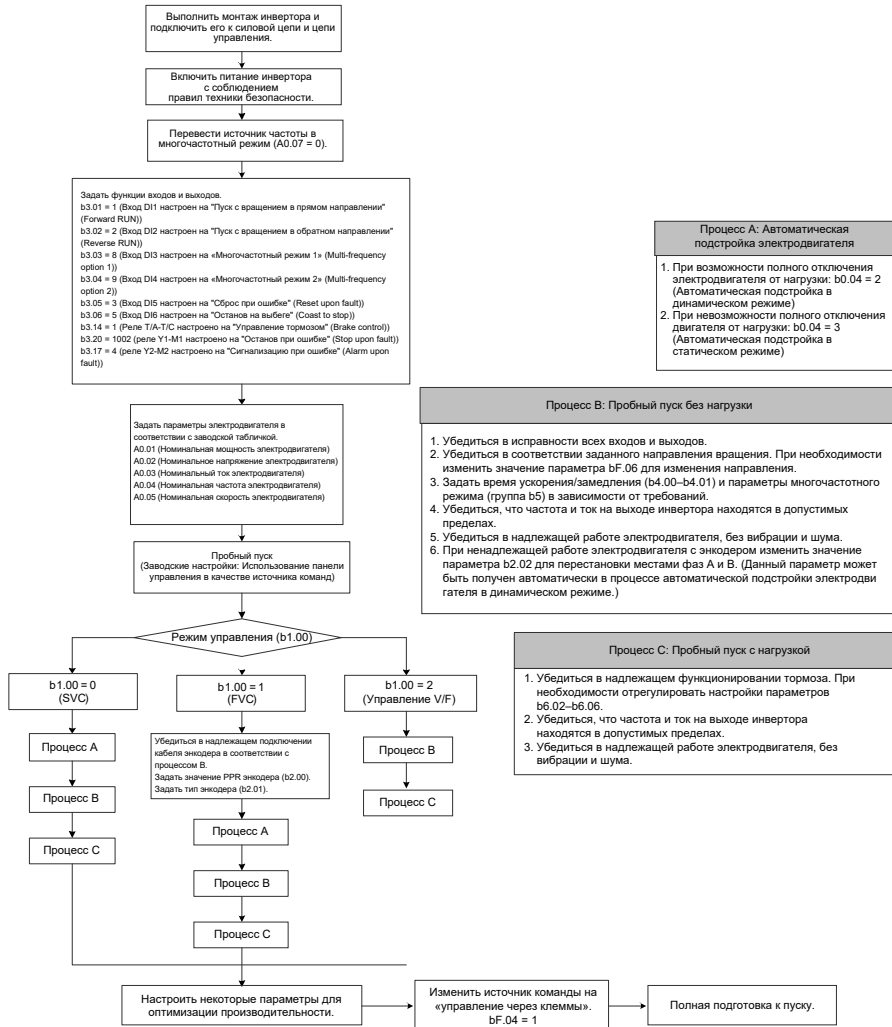 Выполнить монтаж инвертора и
подключить его к силовой цепи и цепи
управления.
Включить питание инвертора
с соблюдением
правил техники безопасности.
Перевести источник частоты в
многочастотный режим (A0.07 = 0).
Задать функции входов и выходов.
b3.01 = 1 (Вход DI1 настроен на "Пуск с вращением в прямом направлении"
(Forward RUN))
b3.02 = 2 (Вход DI2 настроен на "Пуск с вращением в обратном направлении"
(Reverse RUN))
b3.03 = 8 (Вход DI3 настроен на «Многочастотный режим 1» (Multi-frequency
option 1))
b3.04 = 9 (Вход DI4 настроен на «Многочастотный режим 2» (Multi-frequency
option 2))
b3.05 = 3 (Вход DI5 настроен на "Сброс при ошибке" (Reset upon fault))
b3.06 = 5 (Вход DI6 настроен на "Останов на выбеге" (Coast to stop))
b3.14 = 1 (Реле T/A-T/C настроено на "Управление тормозом" (Brake control))
b3.20 = 1002 (реле Y1-M1 настроено на "Останов при ошибке" (Stop upon fault))
b3.17 = 4 (реле Y2-M2 настроено на "Сигнализацию при ошибке" (Alarm upon
fault))
Задать параметры электродвигателя в
соответствии с заводской табличкой.
A0.01 (Номинальная мощность электродвигателя)
A0.02 (Номинальное напряжение электродвигателя)
A0.03 (Номинальный ток электродвигателя)
A0.04 (Номинальная частота электродвигателя)
A0.05 (Номинальная скорость электродвигателя)
Пробный пуск
(Заводские настройки: Использование панели
управления в качестве источника команд)
Режим управления (b1.00)
b1.00 = 0
(SVC)
b1.00 = 1
(FVC)
b1.00 = 2
(Управление V/F)
Процесс A
Процесс B
Процесс C
Убедиться в надлежащем подключении
кабеля энкодера в соответствии с
процессом B.
Задать значение PPR энкодера (b2.00).
Задать тип энкодера (b2.01).
Процесс A
Процесс B
Процесс C
Процесс B
Процесс C
Настроить некоторые параметры для
оптимизации производительности.
Изменить источник команды на
«управление через клеммы».
bF.04 = 1
Полная подготовка к пуску.
Процесс A: Автоматическая
подстройка электродвигателя
1. При возможности полного отключения
электродвигателя от нагрузки: b0.04 = 2
(Автоматическая подстройка в
динамическом режиме)
2. При невозможности полного отключения
двигателя от нагрузки: b0.04 = 3
(Автоматическая подстройка в
статическом режиме)
Процесс B: Пробный пуск без нагрузки
1. Убедиться в исправности всех входов и выходов.
2. Убедиться в соответствии заданного направления вращения. При необходимости
изменить значение параметра bF.06 для изменения направления.
3. Задать время ускорения/замедления (b4.00–b4.01) и параметры многочастотного
режима (группа b5) в зависимости от требований.
4. Убедиться, что частота и ток на выходе инвертора находятся в допустимых
пределах.
5. Убедиться в надлежащей работе электродвигателя, без вибрации и шума.
6. При ненадлежащей работе электродвигателя с энкодером изменить значение
параметра b2.02 для перестановки местами фаз A и B. (Данный параметр может
быть получен автоматически в процессе автоматической подстройки электродви
гателя в динамическом режиме.)
Процесс C: Пробный пуск с нагрузкой
1. Убедиться в надлежащем функционировании тормоза. При
необходимости отрегулировать настройки параметров
b6.02–b6.06.
2. Убедиться, что частота и ток на выходе инвертора
находятся в допустимых пределах.
3. Убедиться в надлежащей работе электродвигателя, без
вибрации и шума.